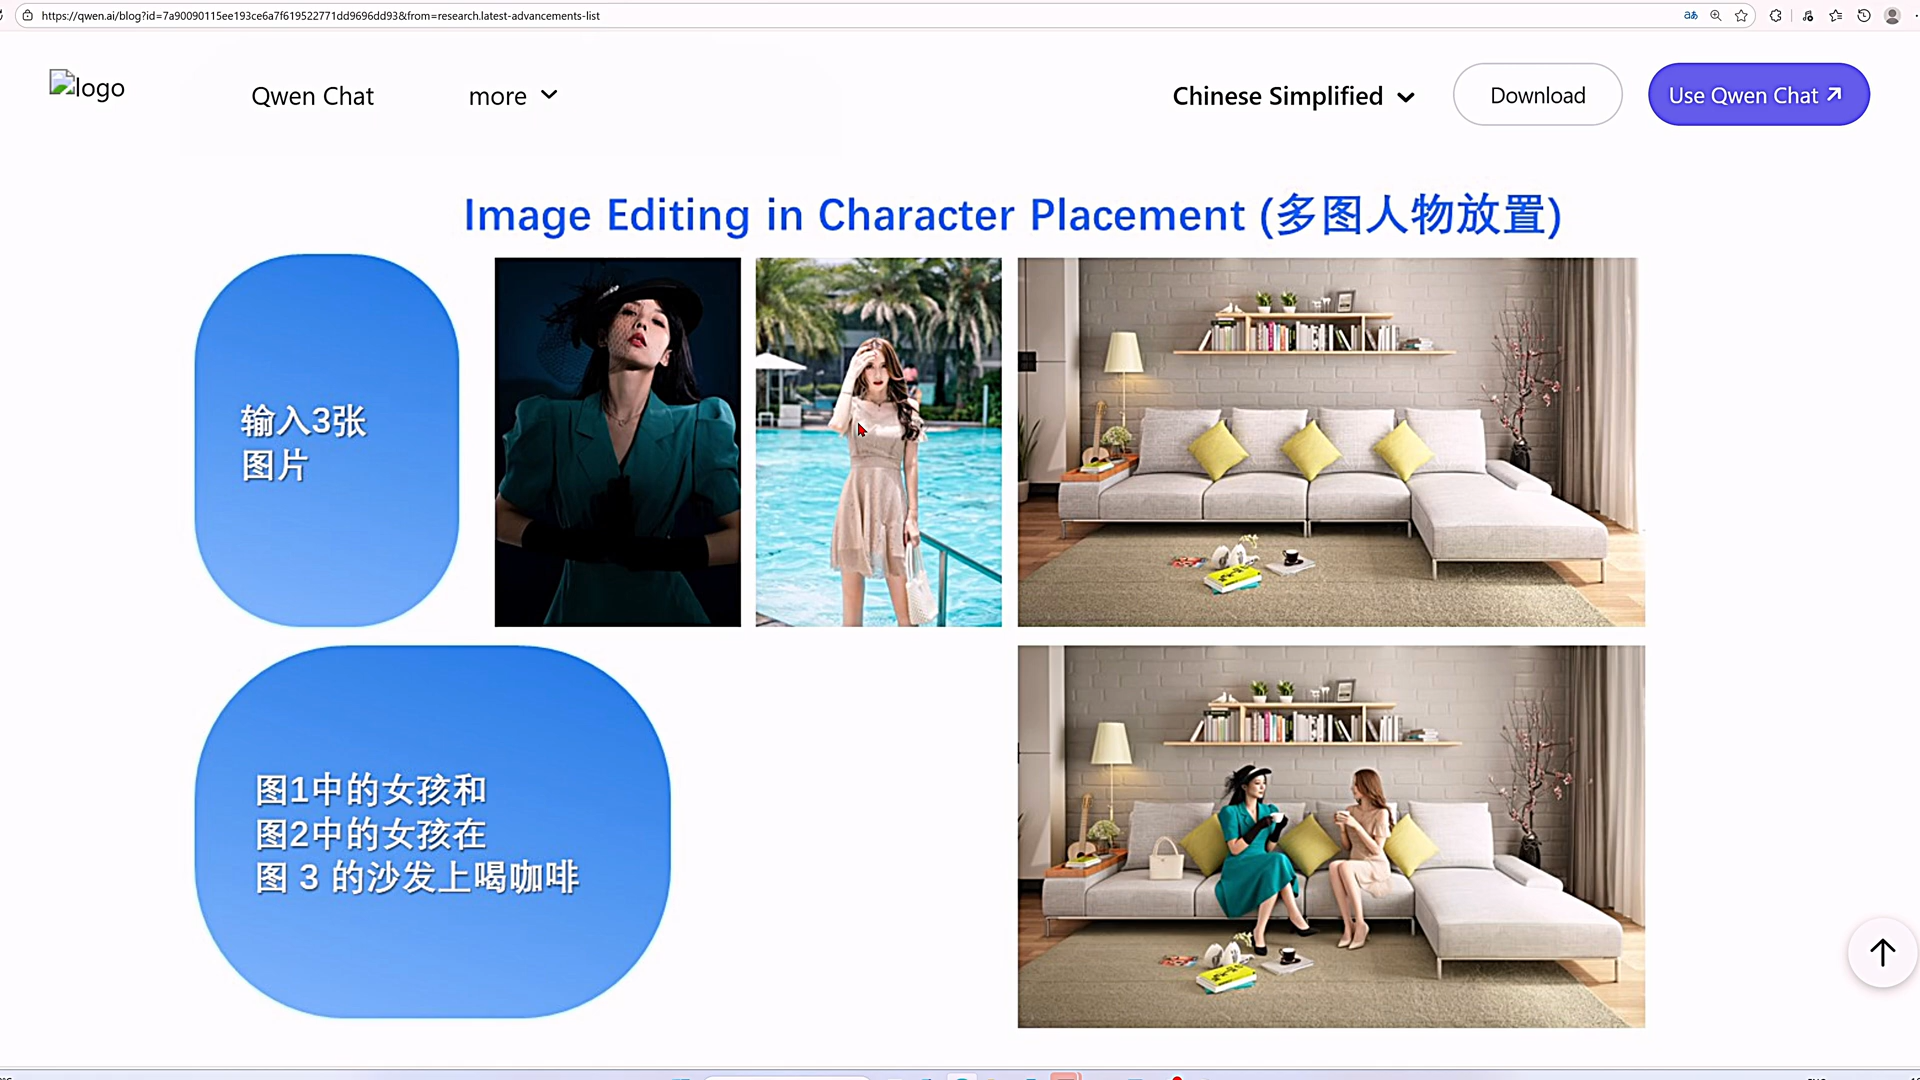 https://qwen.ai/blog?id=7a90090115ee193ce6a7f619522771dd9696dd93&from=research.latest-advancements-list
logo
Qwen Chat
more
Chinese Simplified
Download
Use Qwen Chat
Image Editing in Character Placement (多图人物放置)
输入3张
图片
图1中的女孩和
图2中的女孩在
图 3 的沙发上喝咖啡